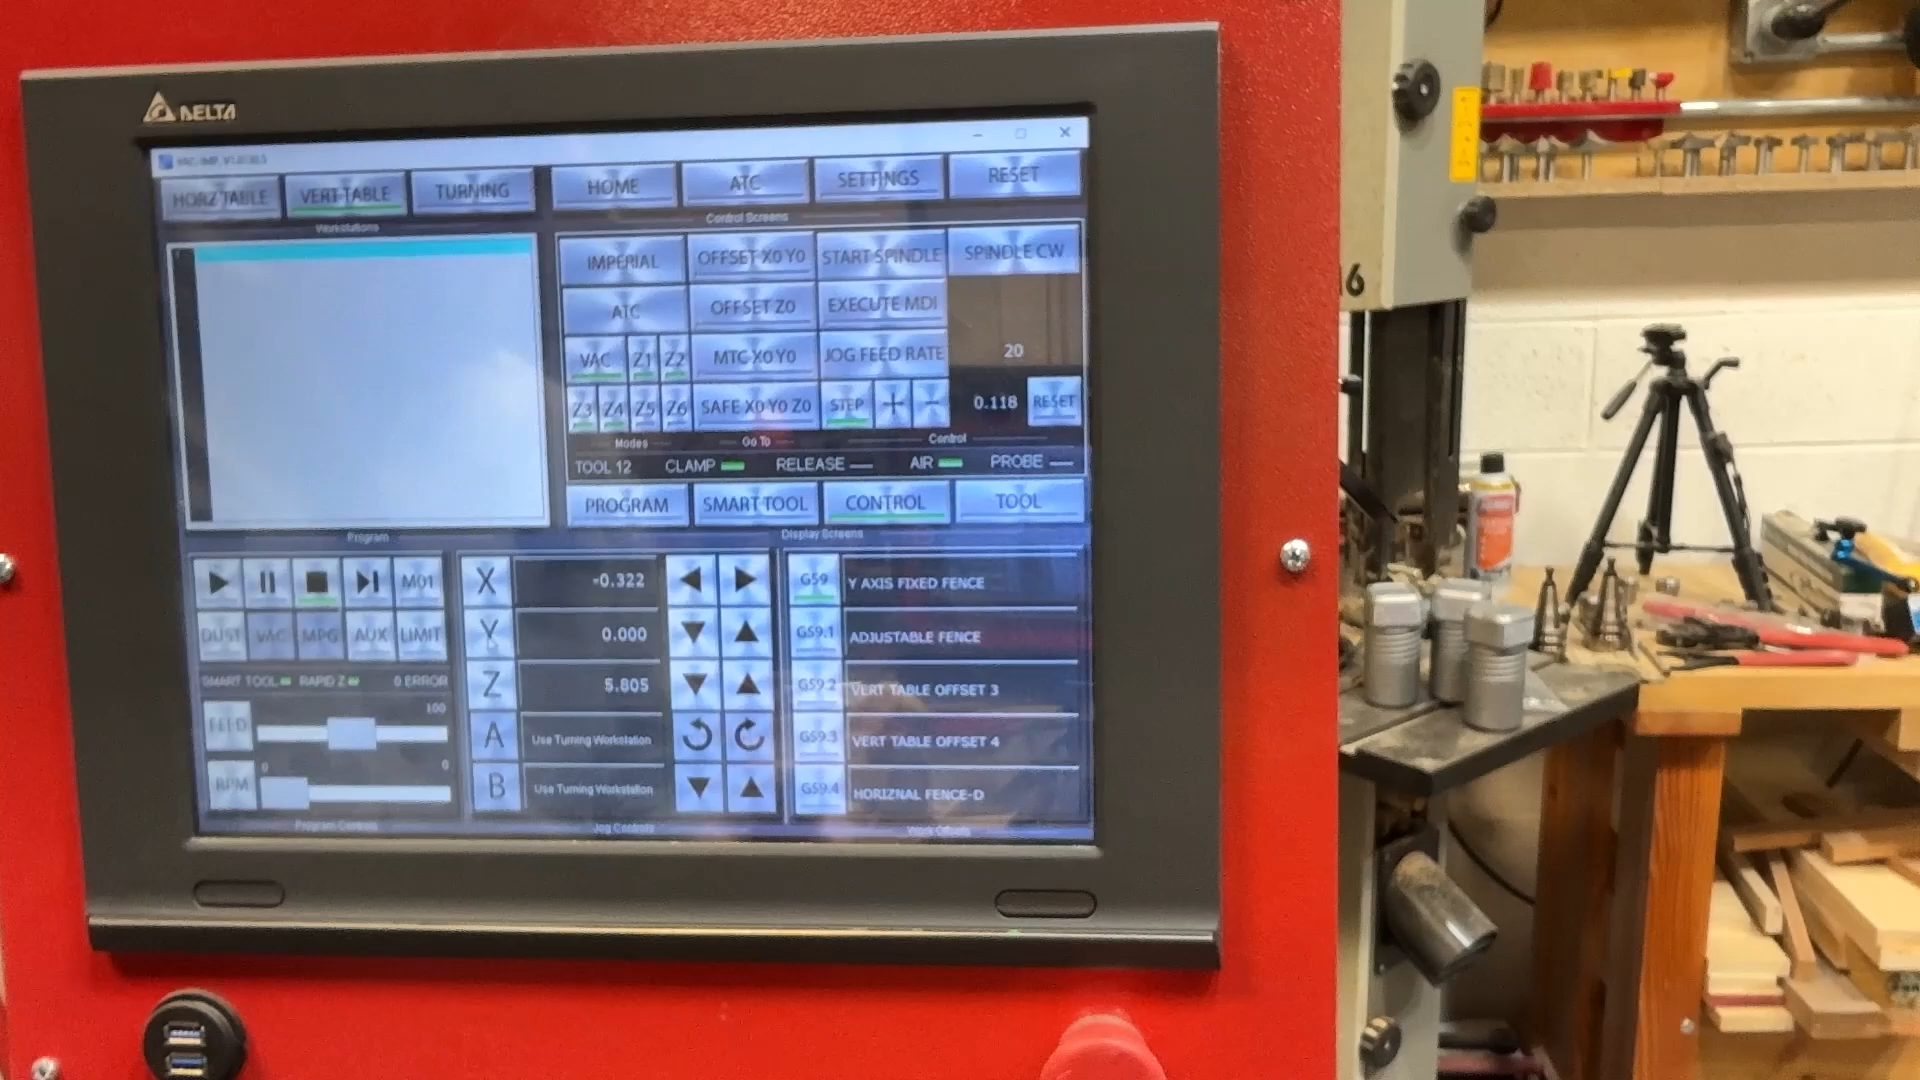 DELTA
HORZ TABLE VERT TABLE TURNING HOME ATC SETTINGS RESET
Workstations Control Screens
IMPERIAL OFFSET X0 Y0 START SPINDLE SPINDLE CW
ATC OFFSET Z0 EXECUTE MDI
VAC Z1 Z2 MTC X0 Y0 JOG FEED RATE 20
Z3 Z4 Z5 Z6 SAFE X0 Y0 Z0 STEP + − 0.118 RESET
Modes Go To Control
TOOL 12 CLAMP RELEASE AIR PROBE
PROGRAM SMART TOOL CONTROL TOOL
Program Display Screens
M01 X -0.322 G59 Y AXIS FIXED FENCE
DUST VAC MPG AUX LIMIT Y 0.000 G59.1 ADJUSTABLE FENCE
SMART TOOL RAPID Z 0 ERROR Z 5.805 G59.2 VERT TABLE OFFSET 3
FEED 100 A Use Turning Workstation G59.3 VERT TABLE OFFSET 4
RPM 0 0 B Use Turning Workstation G59.4 HORIZNAL FENCE-D
Program Controls Jog Controls Work Offsets